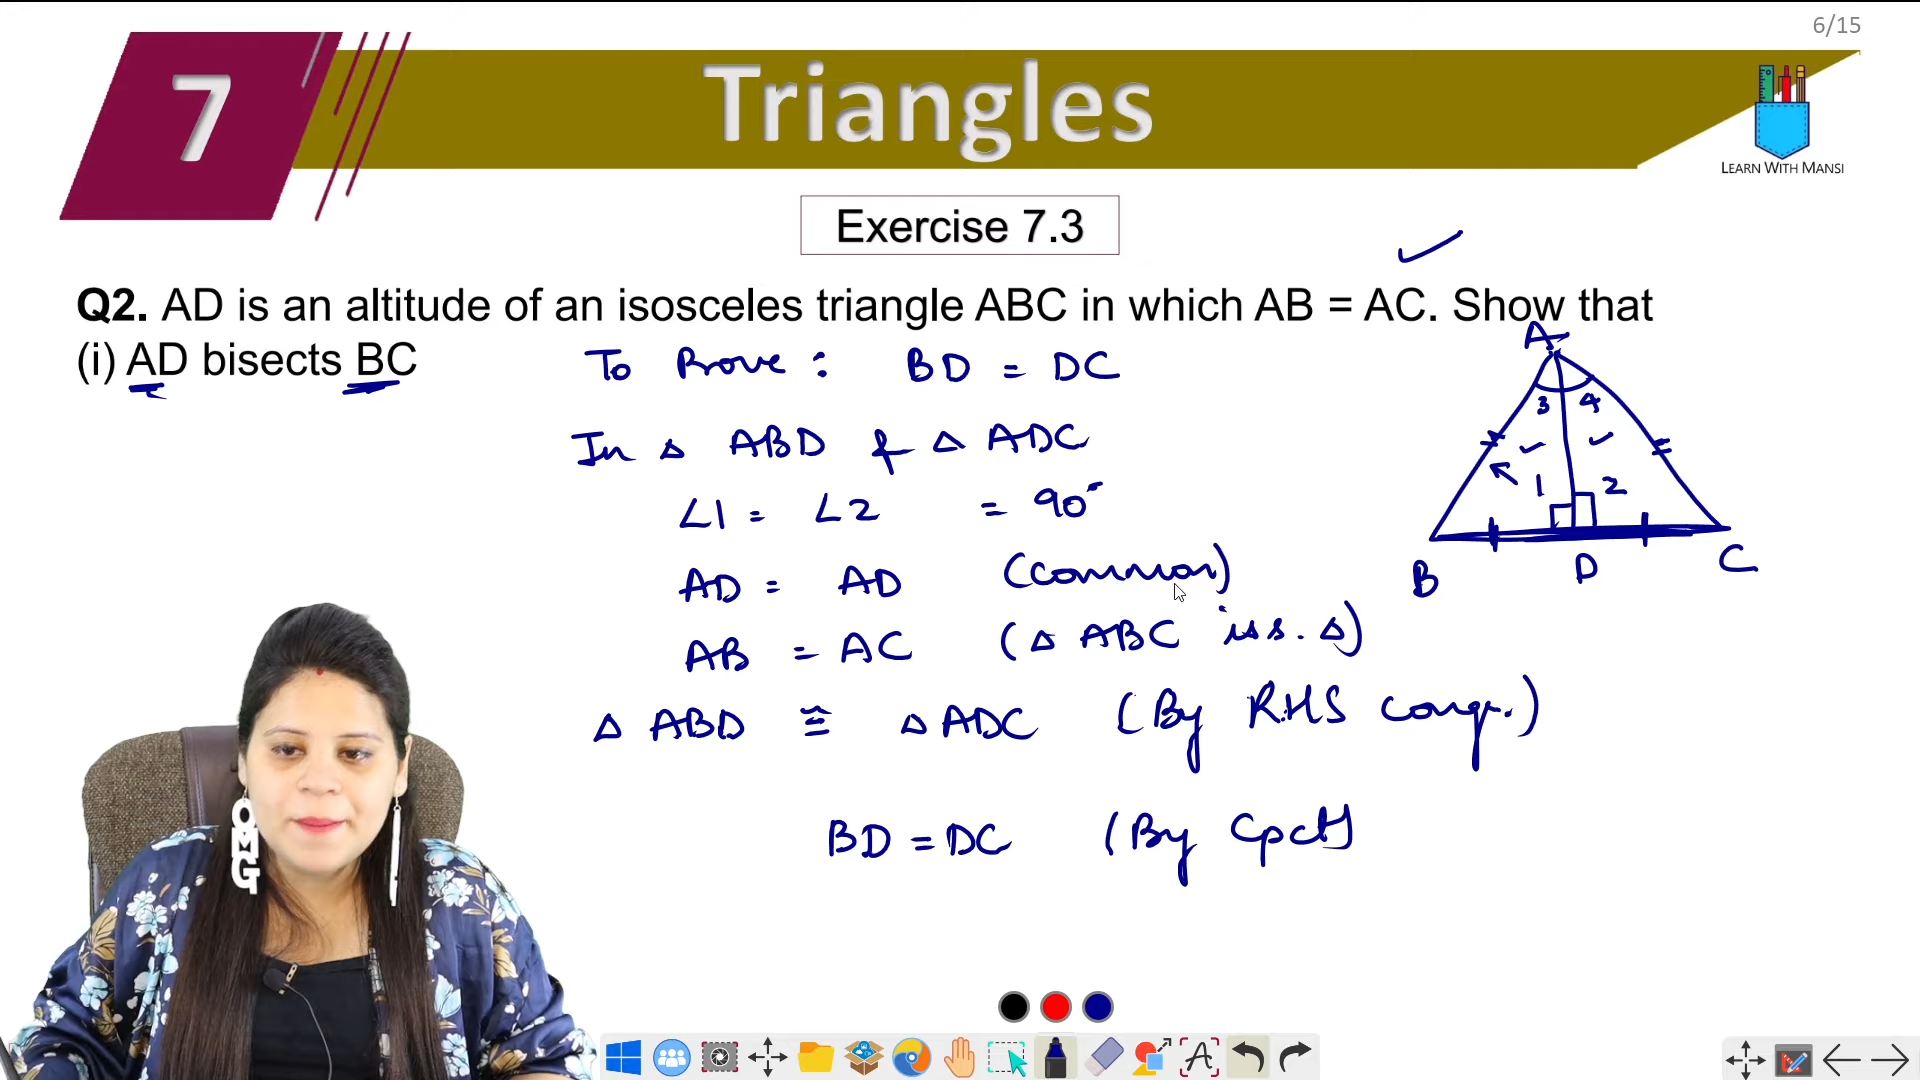 6/15
7
Triangles
LEARN WITH MANSI
Exercise 7.3
Q2. AD is an altitude of an isosceles triangle ABC in which AB = AC. Show that
(i) AD bisects BC
To Prove : BD = DC
In △ ABD & △ ADC
∠1 = ∠2 = 90°
AD = AD (common)
AB = AC (△ ABC iss. △)
△ ABD ≅ △ ADC (By RHS congr.)
BD = DC (By Cpct)
A
3 4
1 2
B D C
OMG